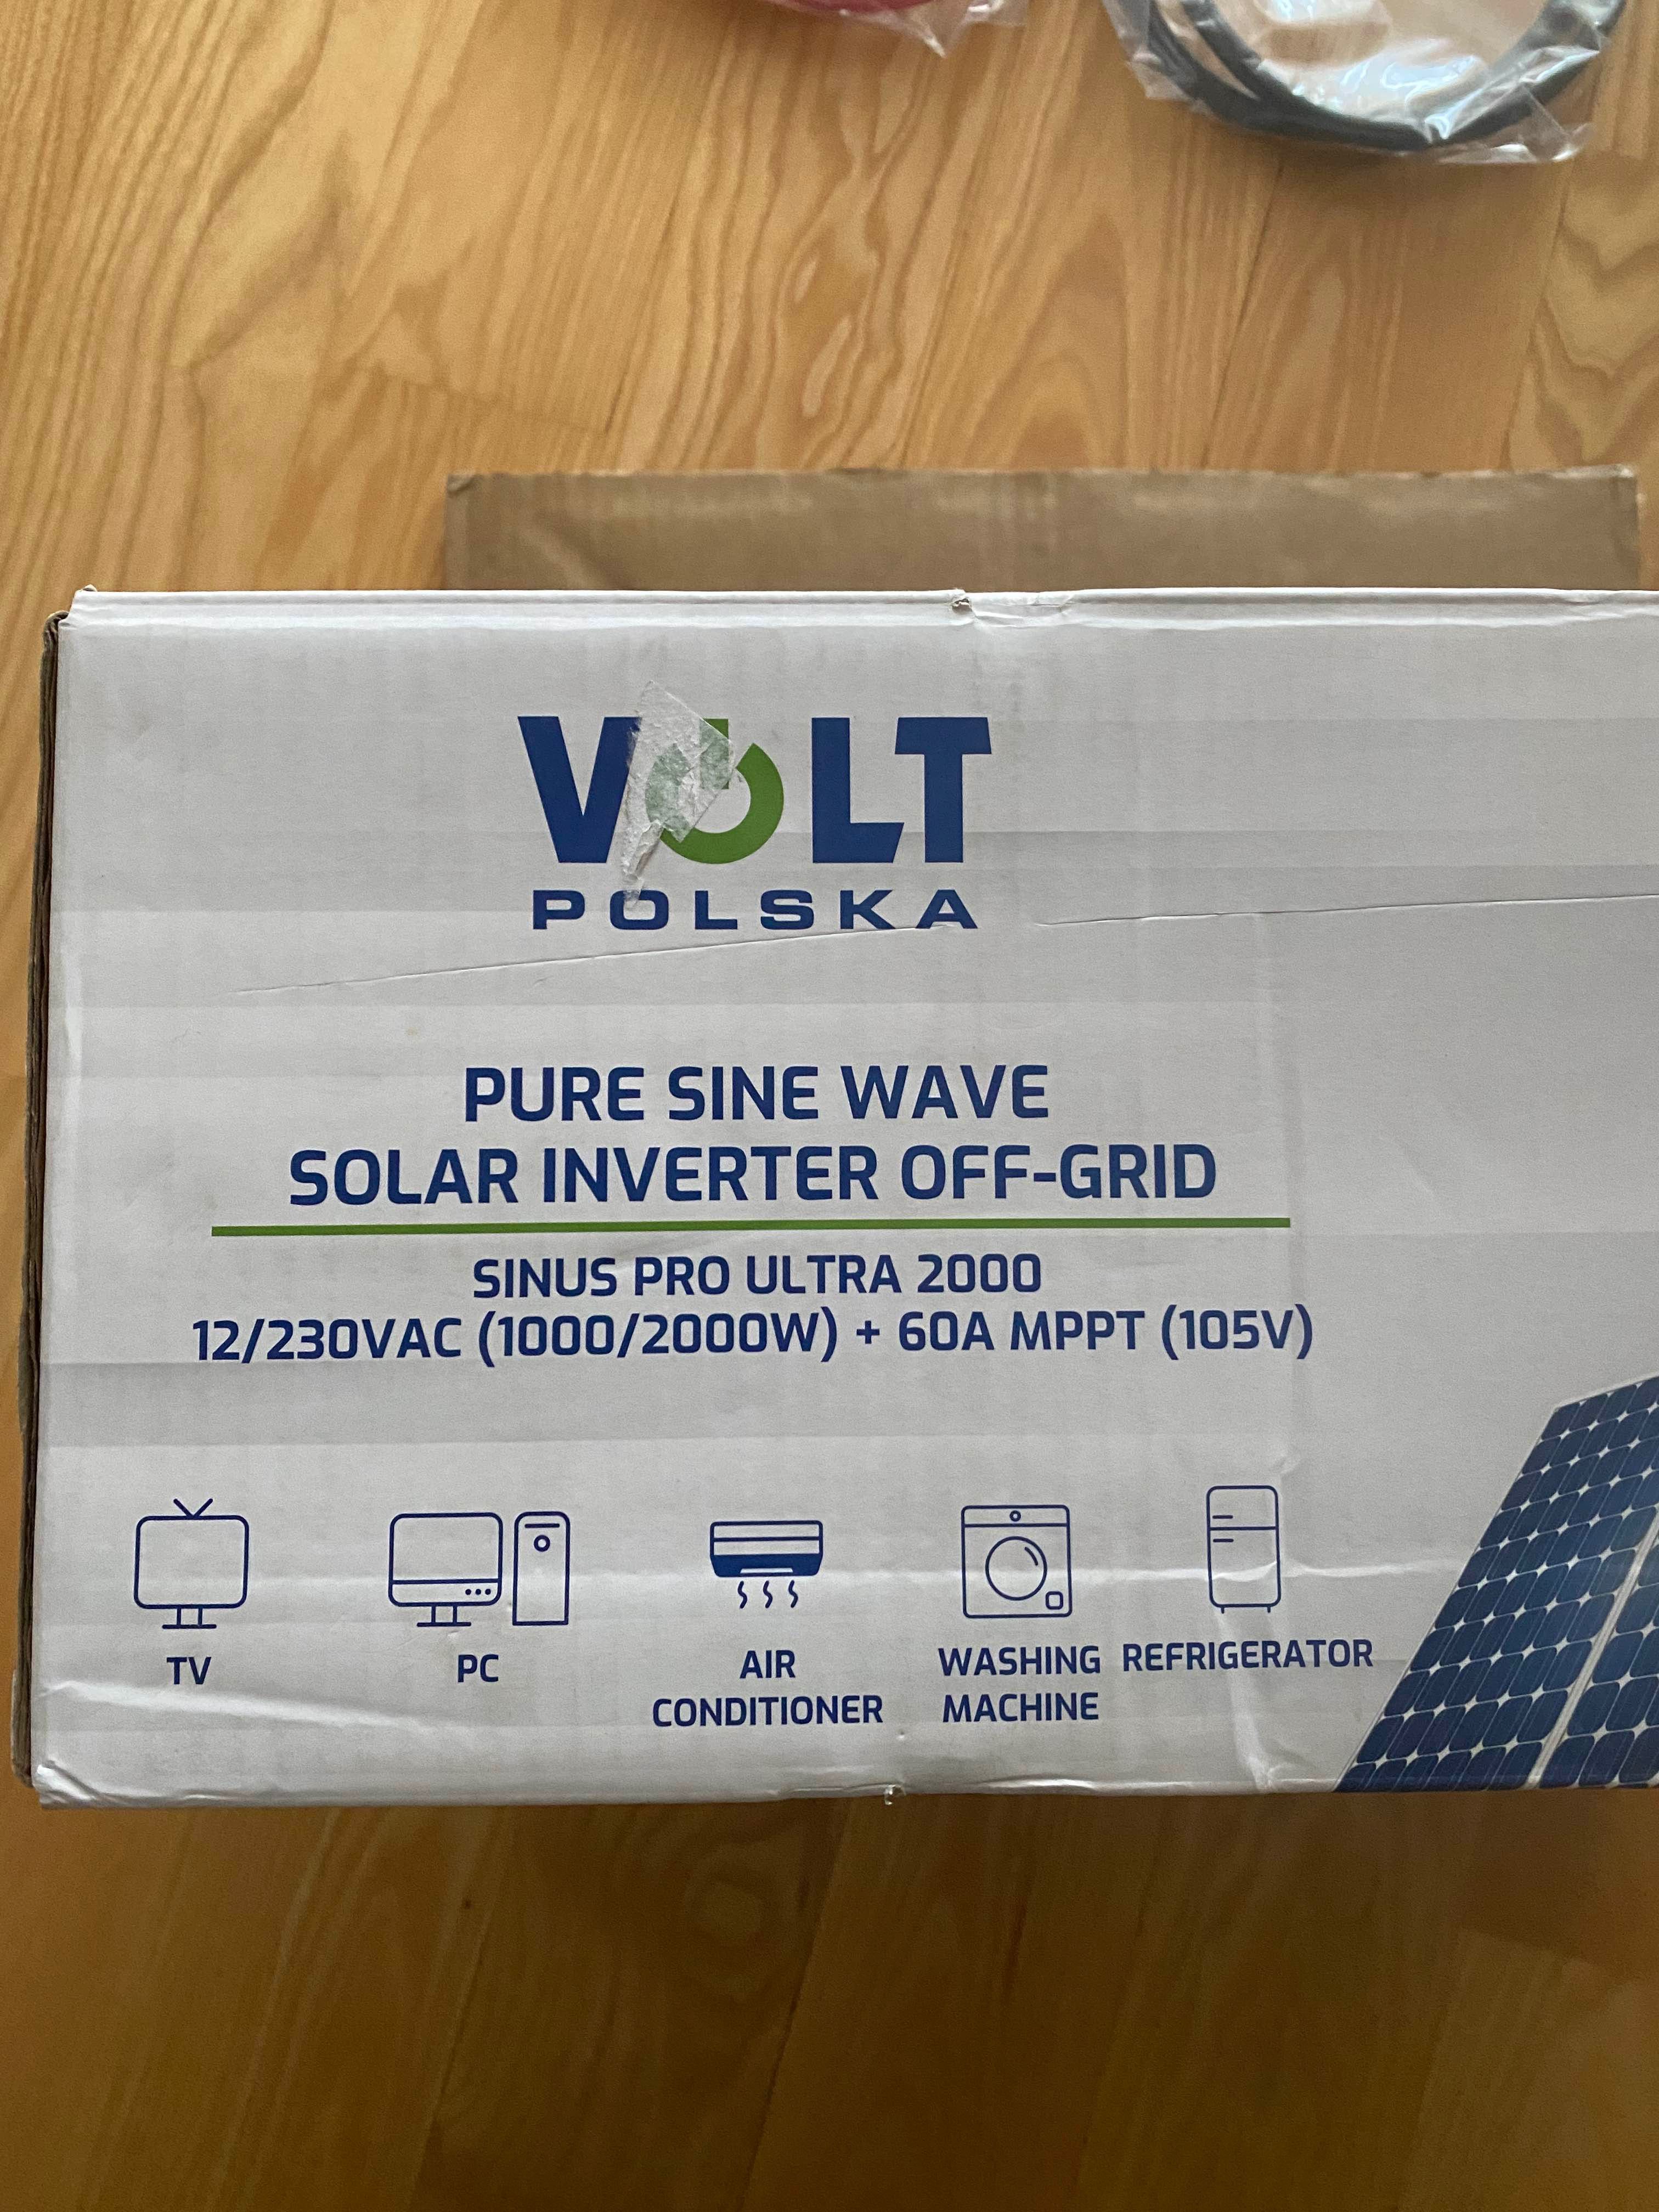 VOLT
POLSKA
PURE SINE WAVE
SOLAR INVERTER OFF-GRID
SINUS PRO ULTRA 2000
12/230VAC (1000/2000W) + 60A MPPT (105V)
TV
PC
AIR
CONDITIONER
WASHING
MACHINE
REFRIGERATOR